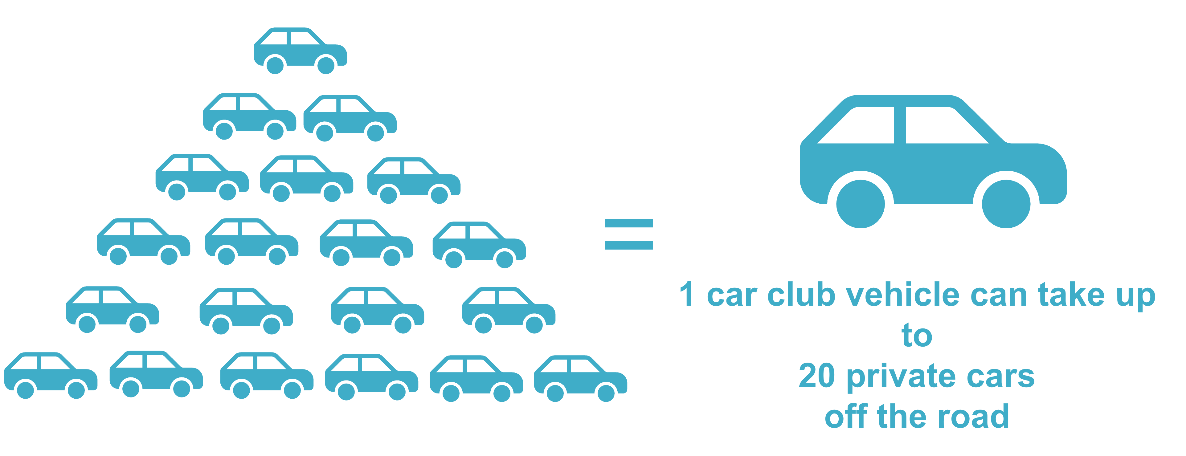 =
1 car club vehicle can take up
to
20 private cars
off the road